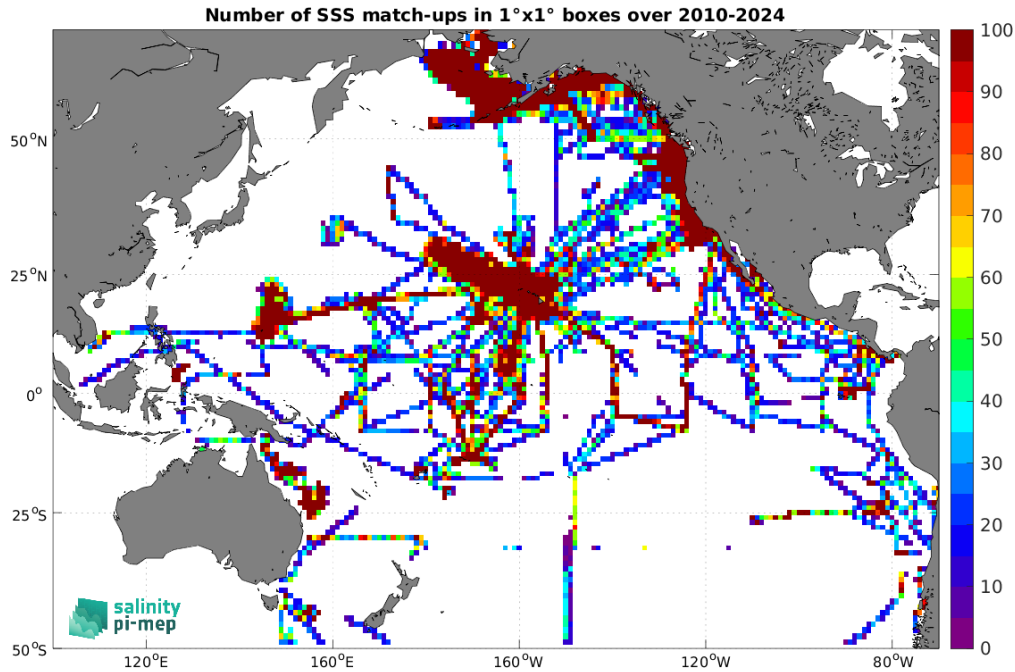 Number of SSS match-ups in 1°x1° boxes over 2010-2024
100
90
80
70
60
50
40
30
20
10
0
50°N
25°N
0°
25°S
50°S
120°E
160°E
160°W
120°W
80°W
salinity
pi-mep